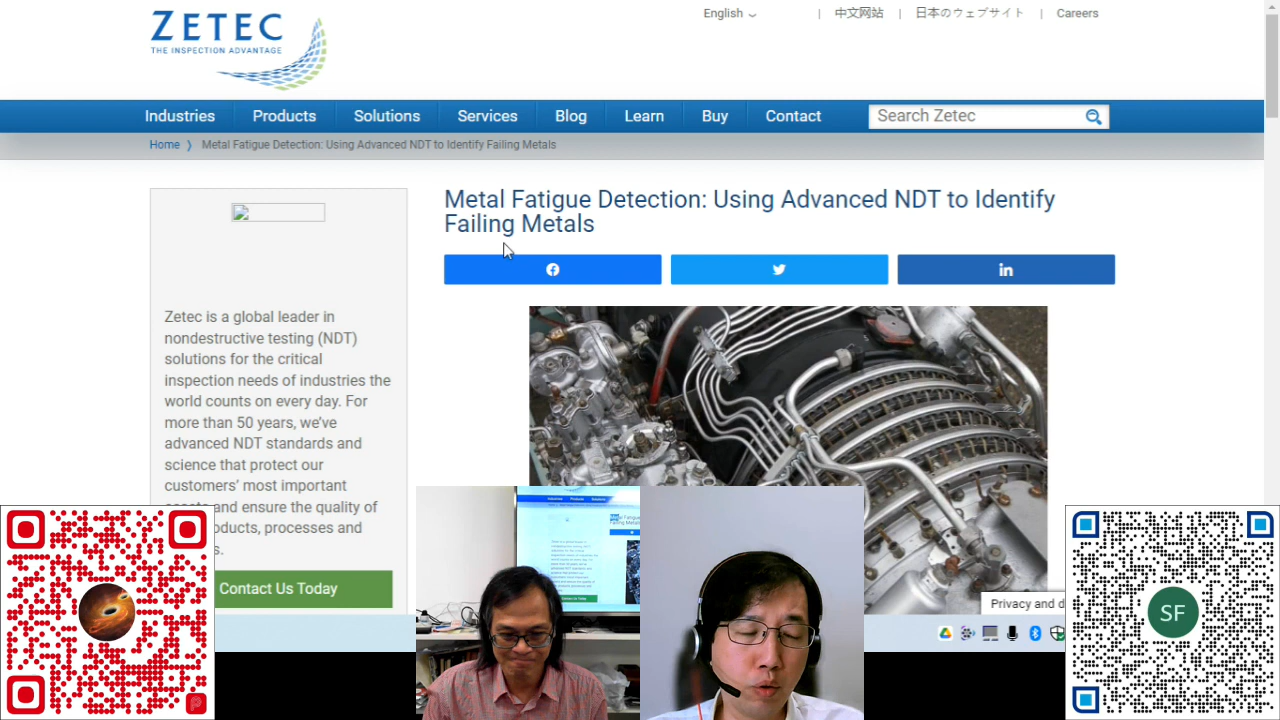 ZETEC
THE INSPECTION ADVANTAGE
English
| 中文网站 | 日本のウェブサイト | Careers
Industries Products Solutions Services Blog Learn Buy Contact
Search Zetec
Home ❭ Metal Fatigue Detection: Using Advanced NDT to Identify Failing Metals
Metal Fatigue Detection: Using Advanced NDT to Identify
Failing Metals
Zetec is a global leader in
nondestructive testing (NDT)
solutions for the critical
inspection needs of industries the
world counts on every day. For
more than 50 years, we've
advanced NDT standards and
science that protect our
customers' most important
and ensure the quality of
processes and
Contact Us Today
Privacy and
SF